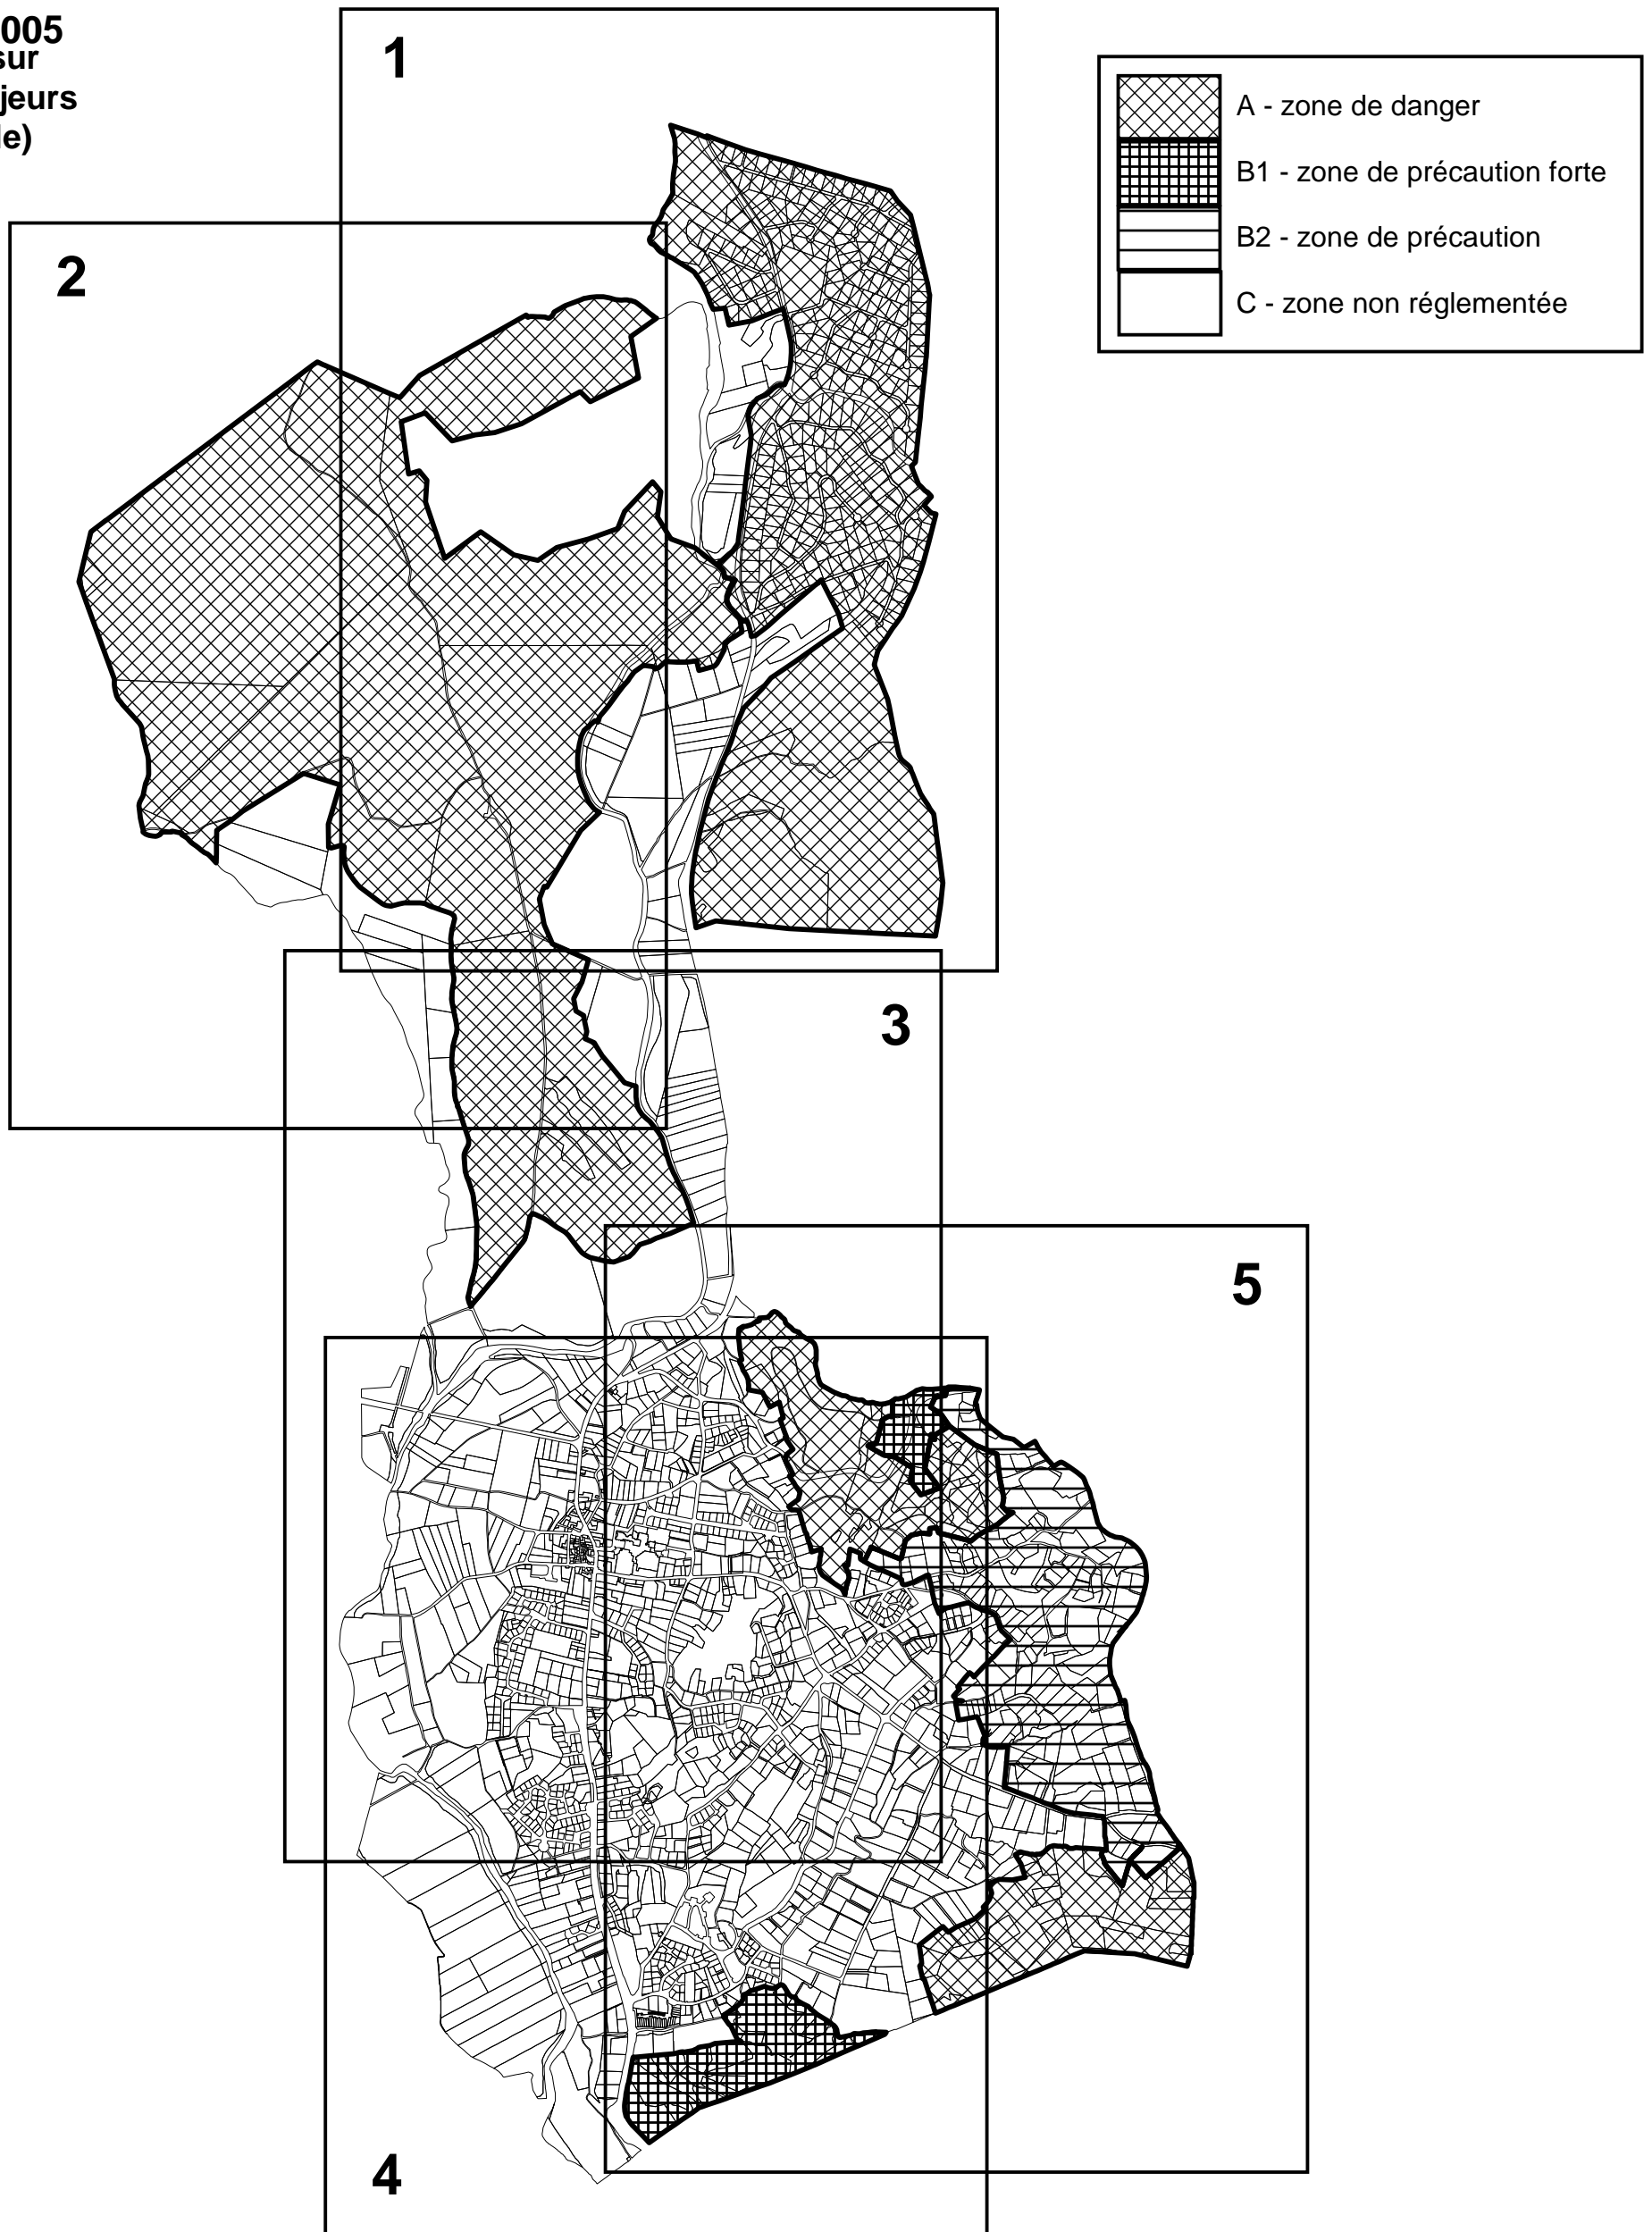 005
sur
jeurs
le)
1
A - zone de danger
B1 - zone de précaution forte
B2 - zone de précaution
C - zone non réglementée
2
3
5
4